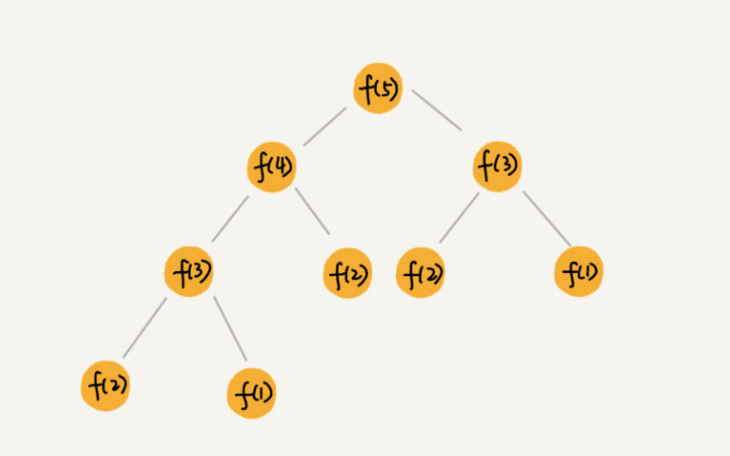 f(5)
f(4) f(3)
f(3) f(2) f(2) f(1)
f(2) f(1)